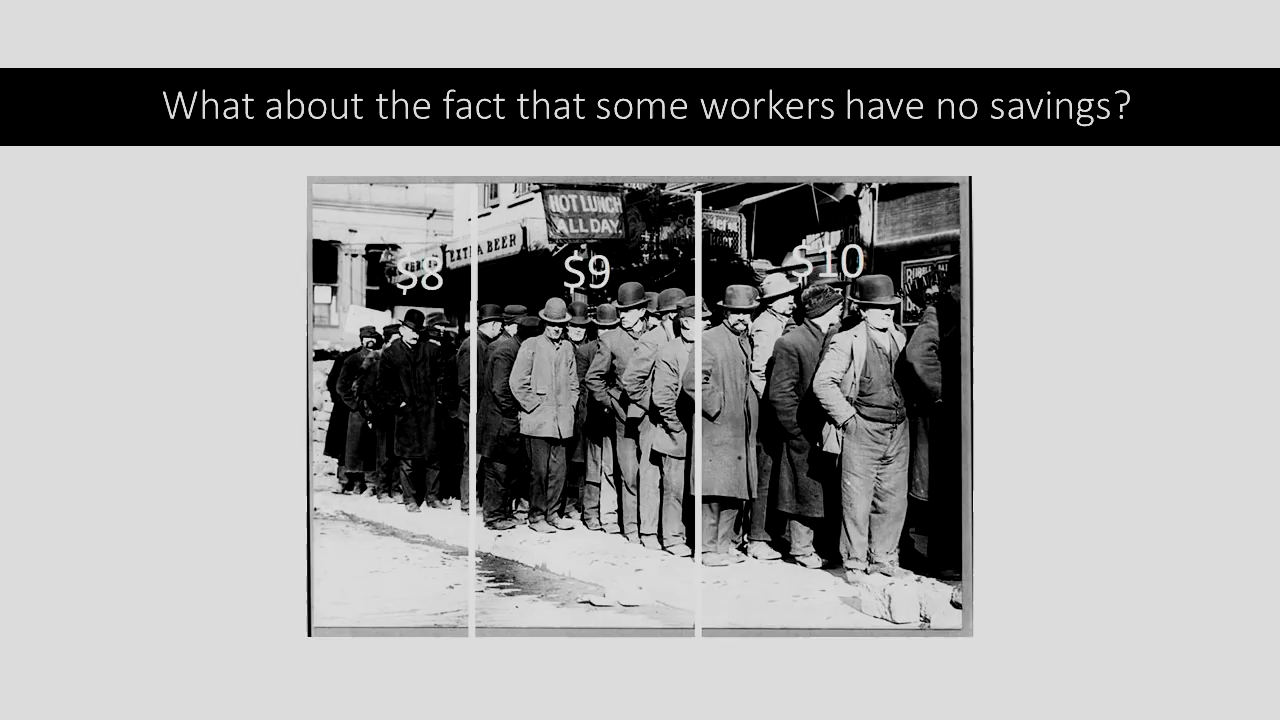 What about the fact that some workers have no savings?
HOT LUNCH
ALL DAY.
EXTRA BEER
$8
$9
$10